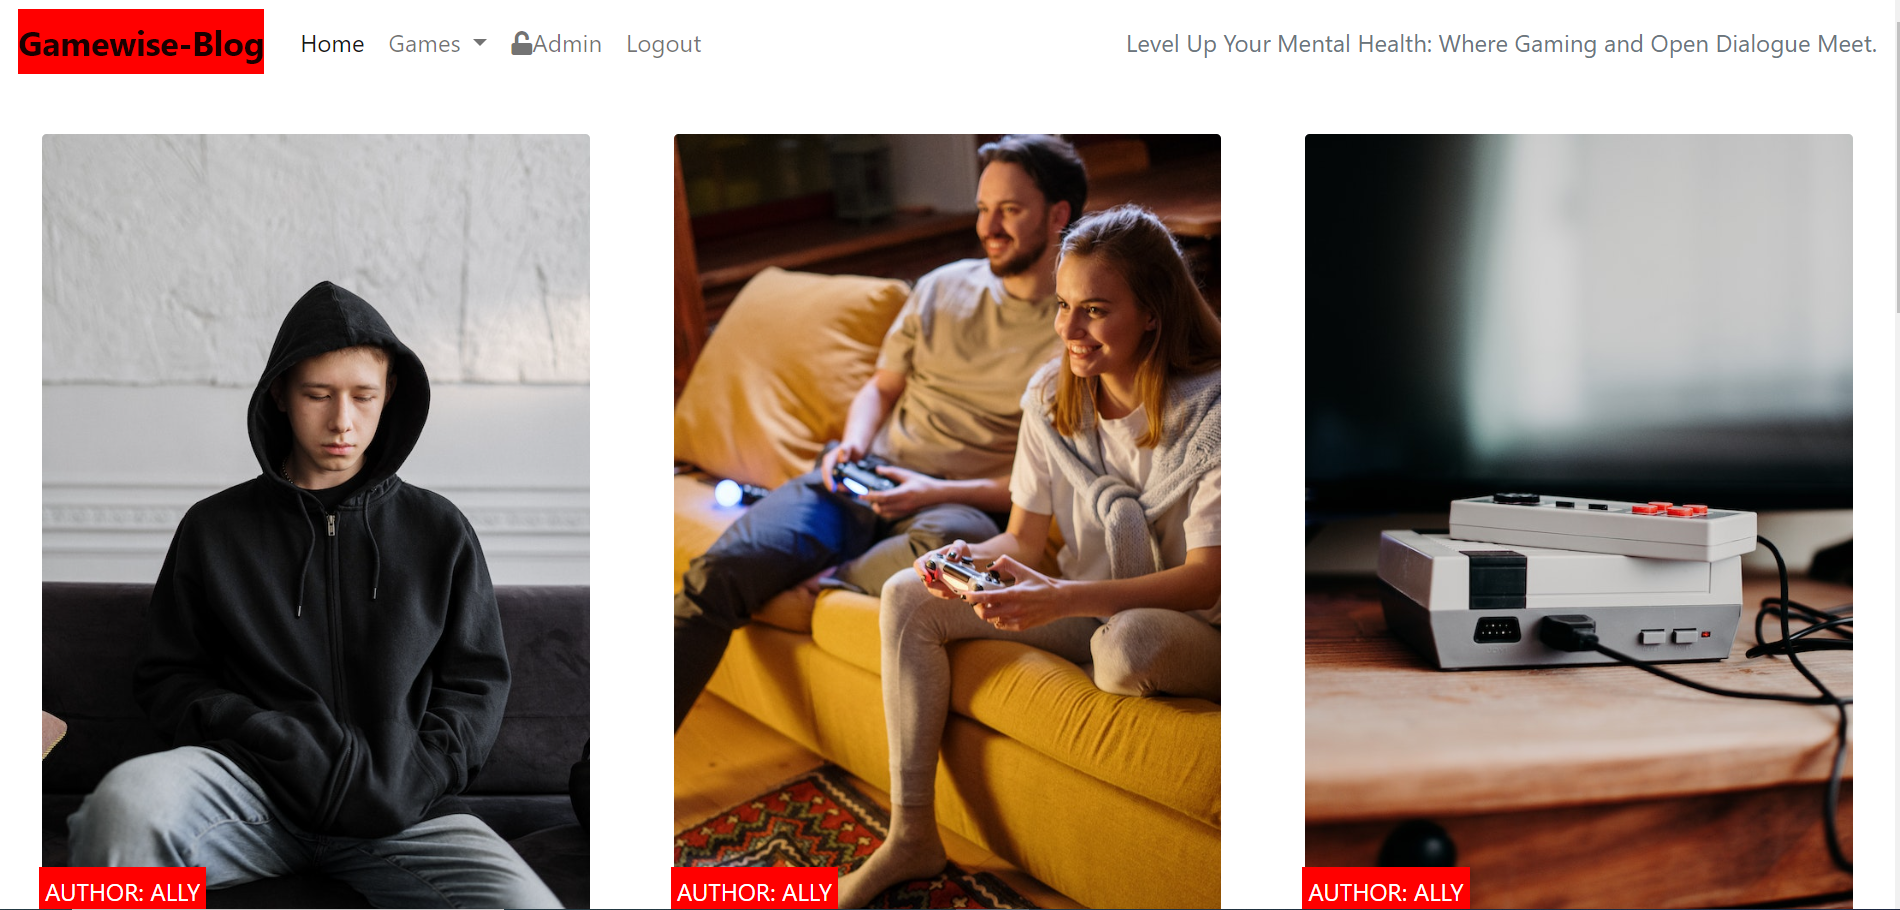 Gamewise-Blog Home Games Admin Logout Level Up Your Mental Health: Where Gaming and Open Dialogue Meet.
AUTHOR: ALLY AUTHOR: ALLY AUTHOR: ALLY